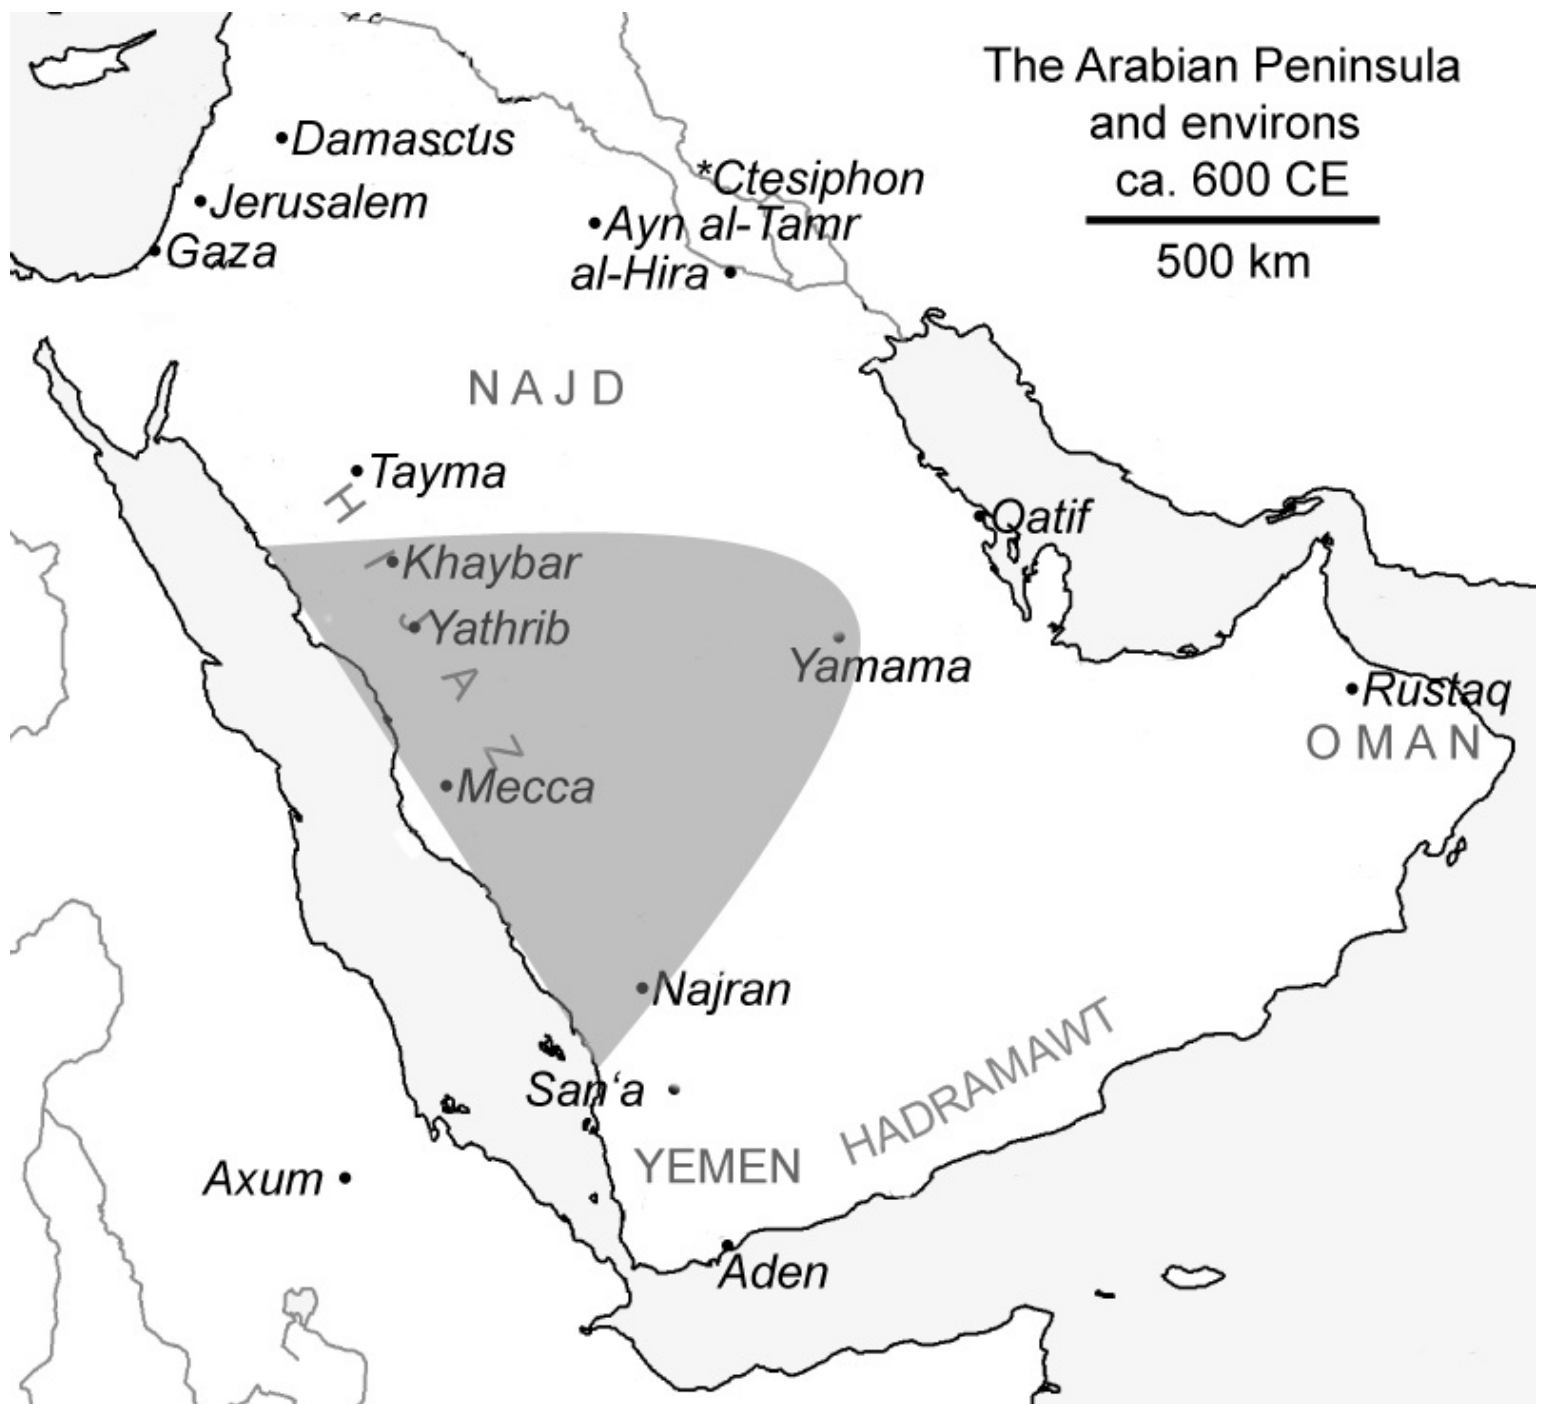 The Arabian Peninsula
and environs
ca. 600 CE
500 km
Damascus
*Ctesiphon
Jerusalem
Ayn al-Tamr
Gaza
al-Hira
NAJD
Tayma
HIJAZ
Qatif
Khaybar
Yathrib
Yamama
Rustaq
OMAN
Mecca
Najran
HADRAMAWT
San‘a
YEMEN
Axum
Aden